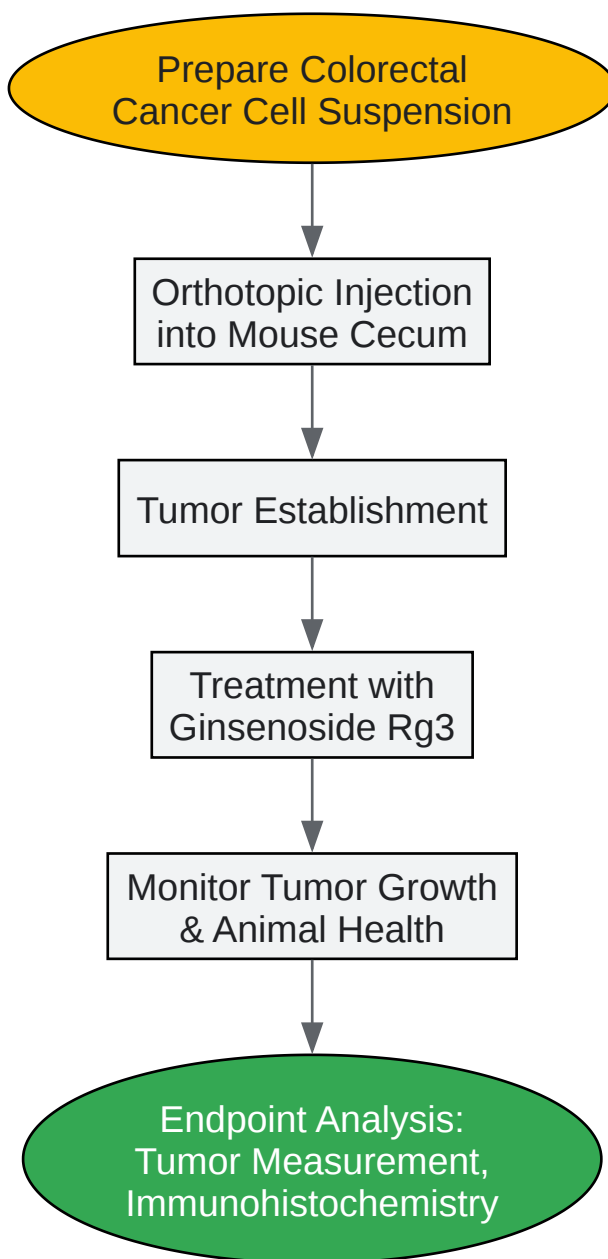 Prepare Colorectal
Cancer Cell Suspension
Orthotopic Injection
into Mouse Cecum
Tumor Establishment
Treatment with
Ginsenoside Rg3
Monitor Tumor Growth
& Animal Health
Endpoint Analysis:
Tumor Measurement,
Immunohistochemistry